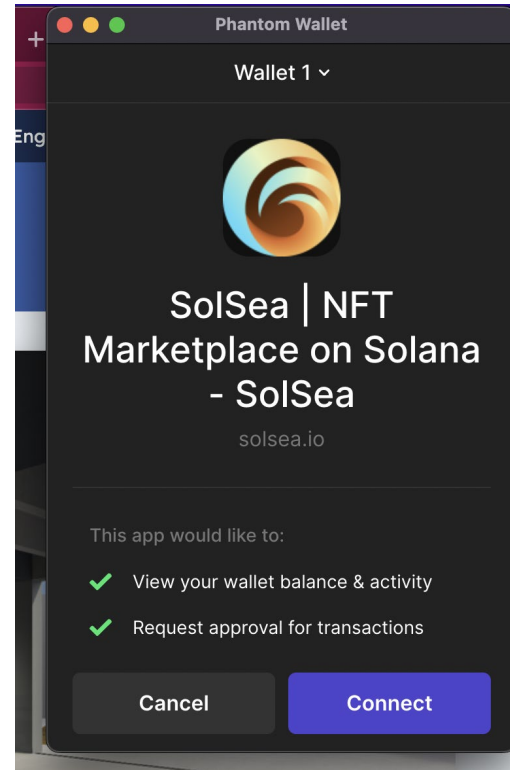 Phantom Wallet
+
Wallet 1
Eng
SolSea | NFT
Marketplace on Solana
- SolSea
solsea.io
This app would like to:
View your wallet balance & activity
Request approval for transactions
Cancel Connect